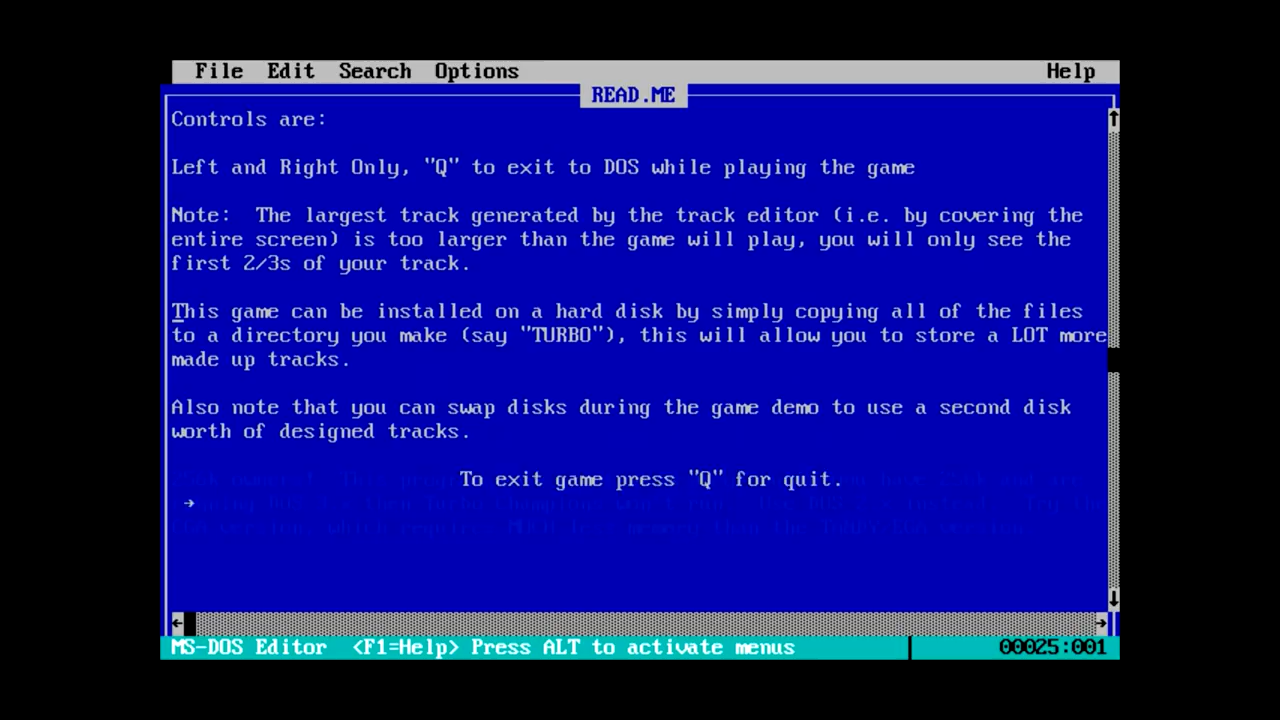 File Edit Search Options Help
READ.ME
Controls are:
Left and Right Only, "Q" to exit to DOS while playing the game
Note:  The largest track generated by the track editor (i.e. by covering the
entire screen) is too larger than the game will play, you will only see the
first 2/3s of your track.
This game can be installed on a hard disk by simply copying all of the files
to a directory you make (say "TURBO"), this will allow you to store a LOT more
made up tracks.
Also note that you can swap disks during the game demo to use a second disk
worth of designed tracks.
To exit game press "Q" for quit.
→
MS-DOS Editor  <F1=Help> Press ALT to activate menus 00025:001